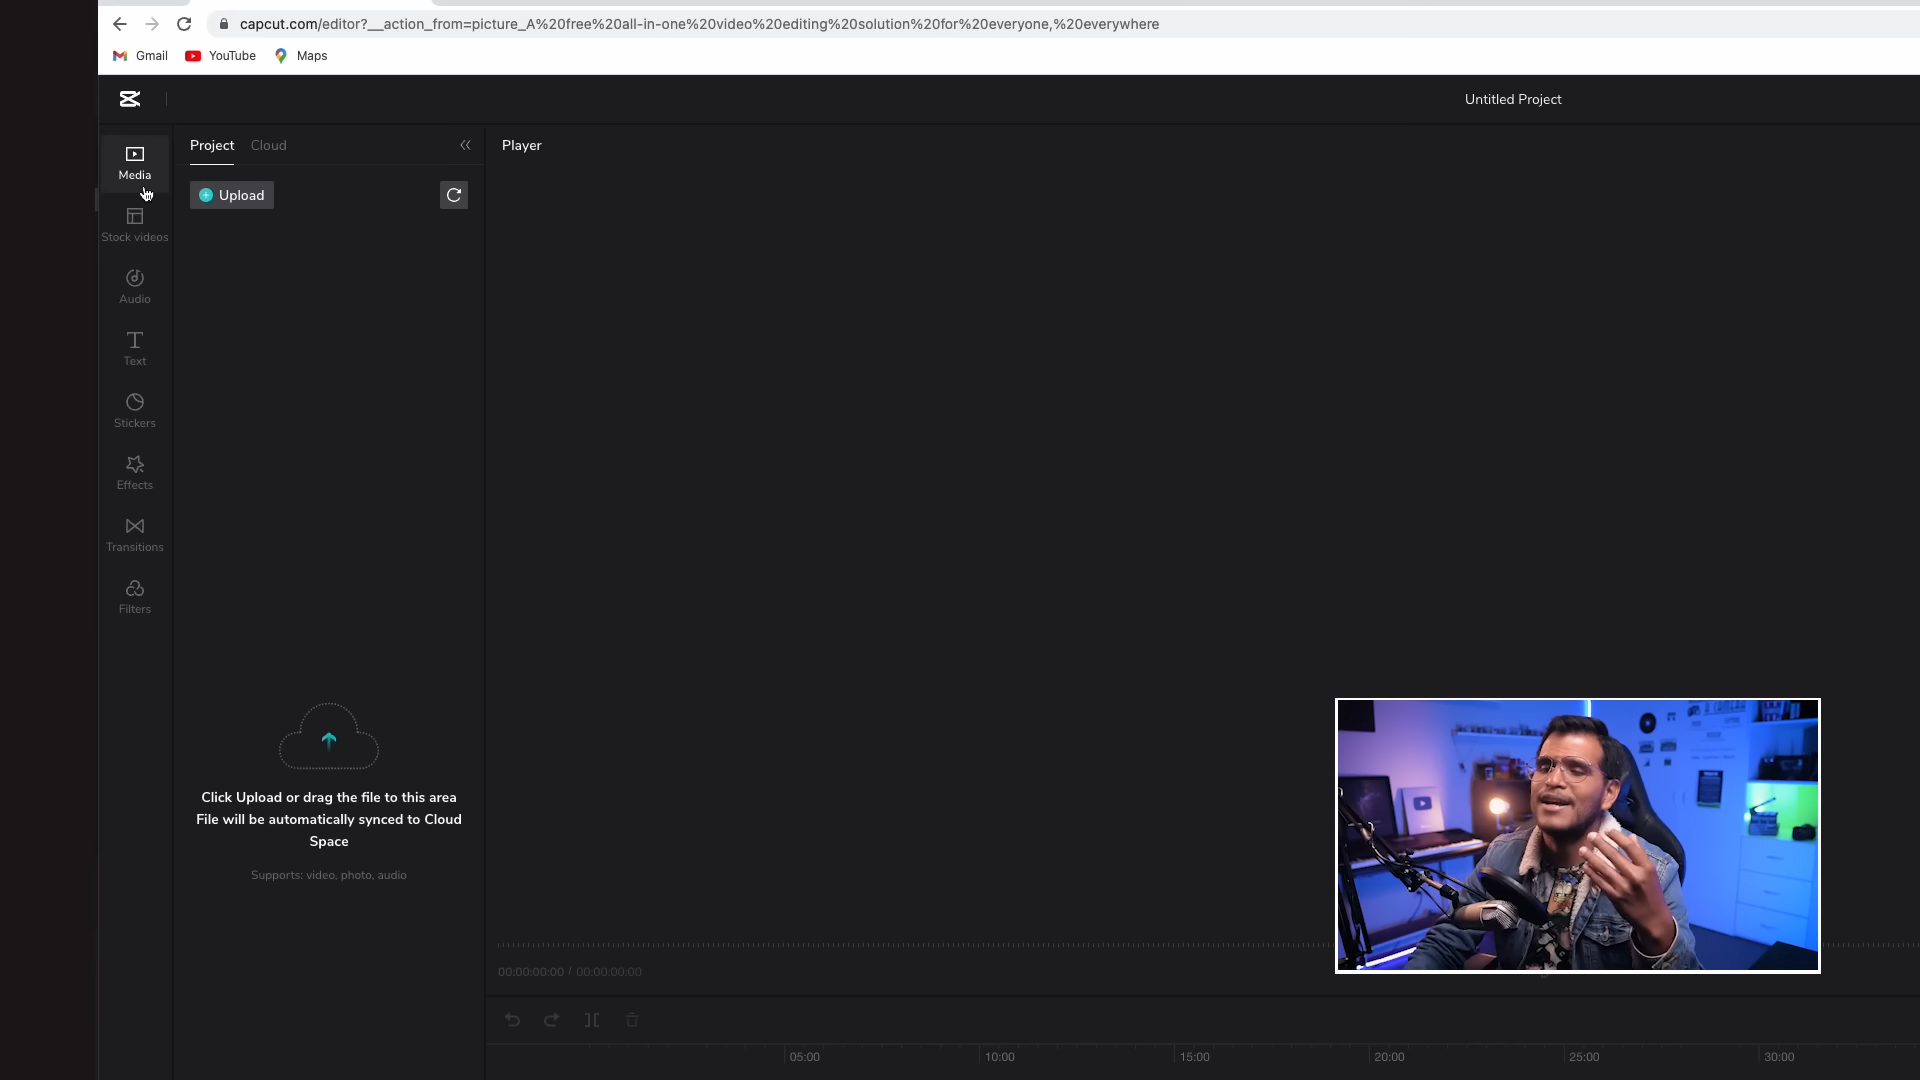 capcut.com/editor?__action_from=picture_A%20free%20all-in-one%20video%20editing%20solution%20for%20everyone,%20everywhere
Gmail
YouTube
Maps
Untitled Project
Media
Stock videos
Audio
Text
Stickers
Effects
Transitions
Filters
Project
Cloud
Upload
Click Upload or drag the file to this area
File will be automatically synced to Cloud
Space
Supports: video, photo, audio
Player
00:00:00:00 / 00:00:00:00
05:00
10:00
15:00
20:00
25:00
30:00